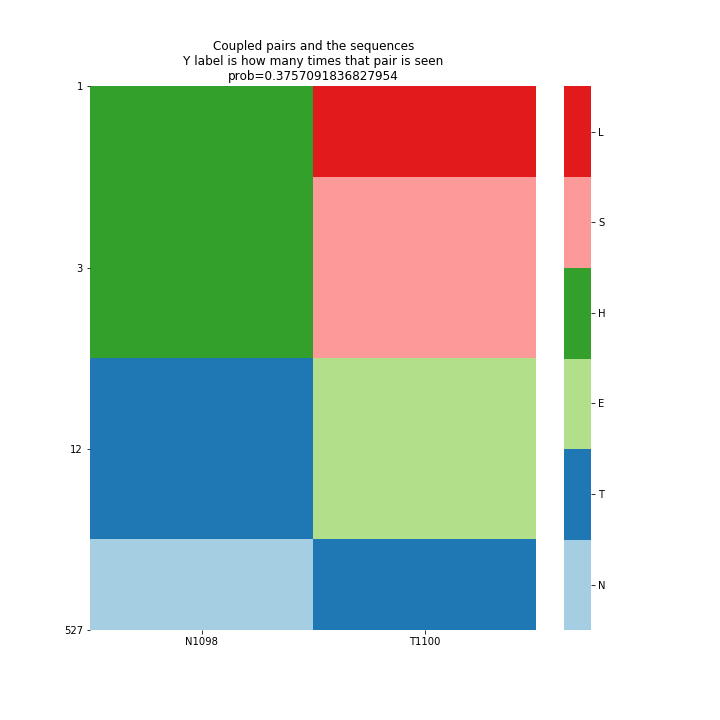 Coupled pairs and the sequences
Y label is how many times that pair is seen
prob=0.3757091836827954
1
3
12
527
N1098
T1100
L
S
H
E
T
N